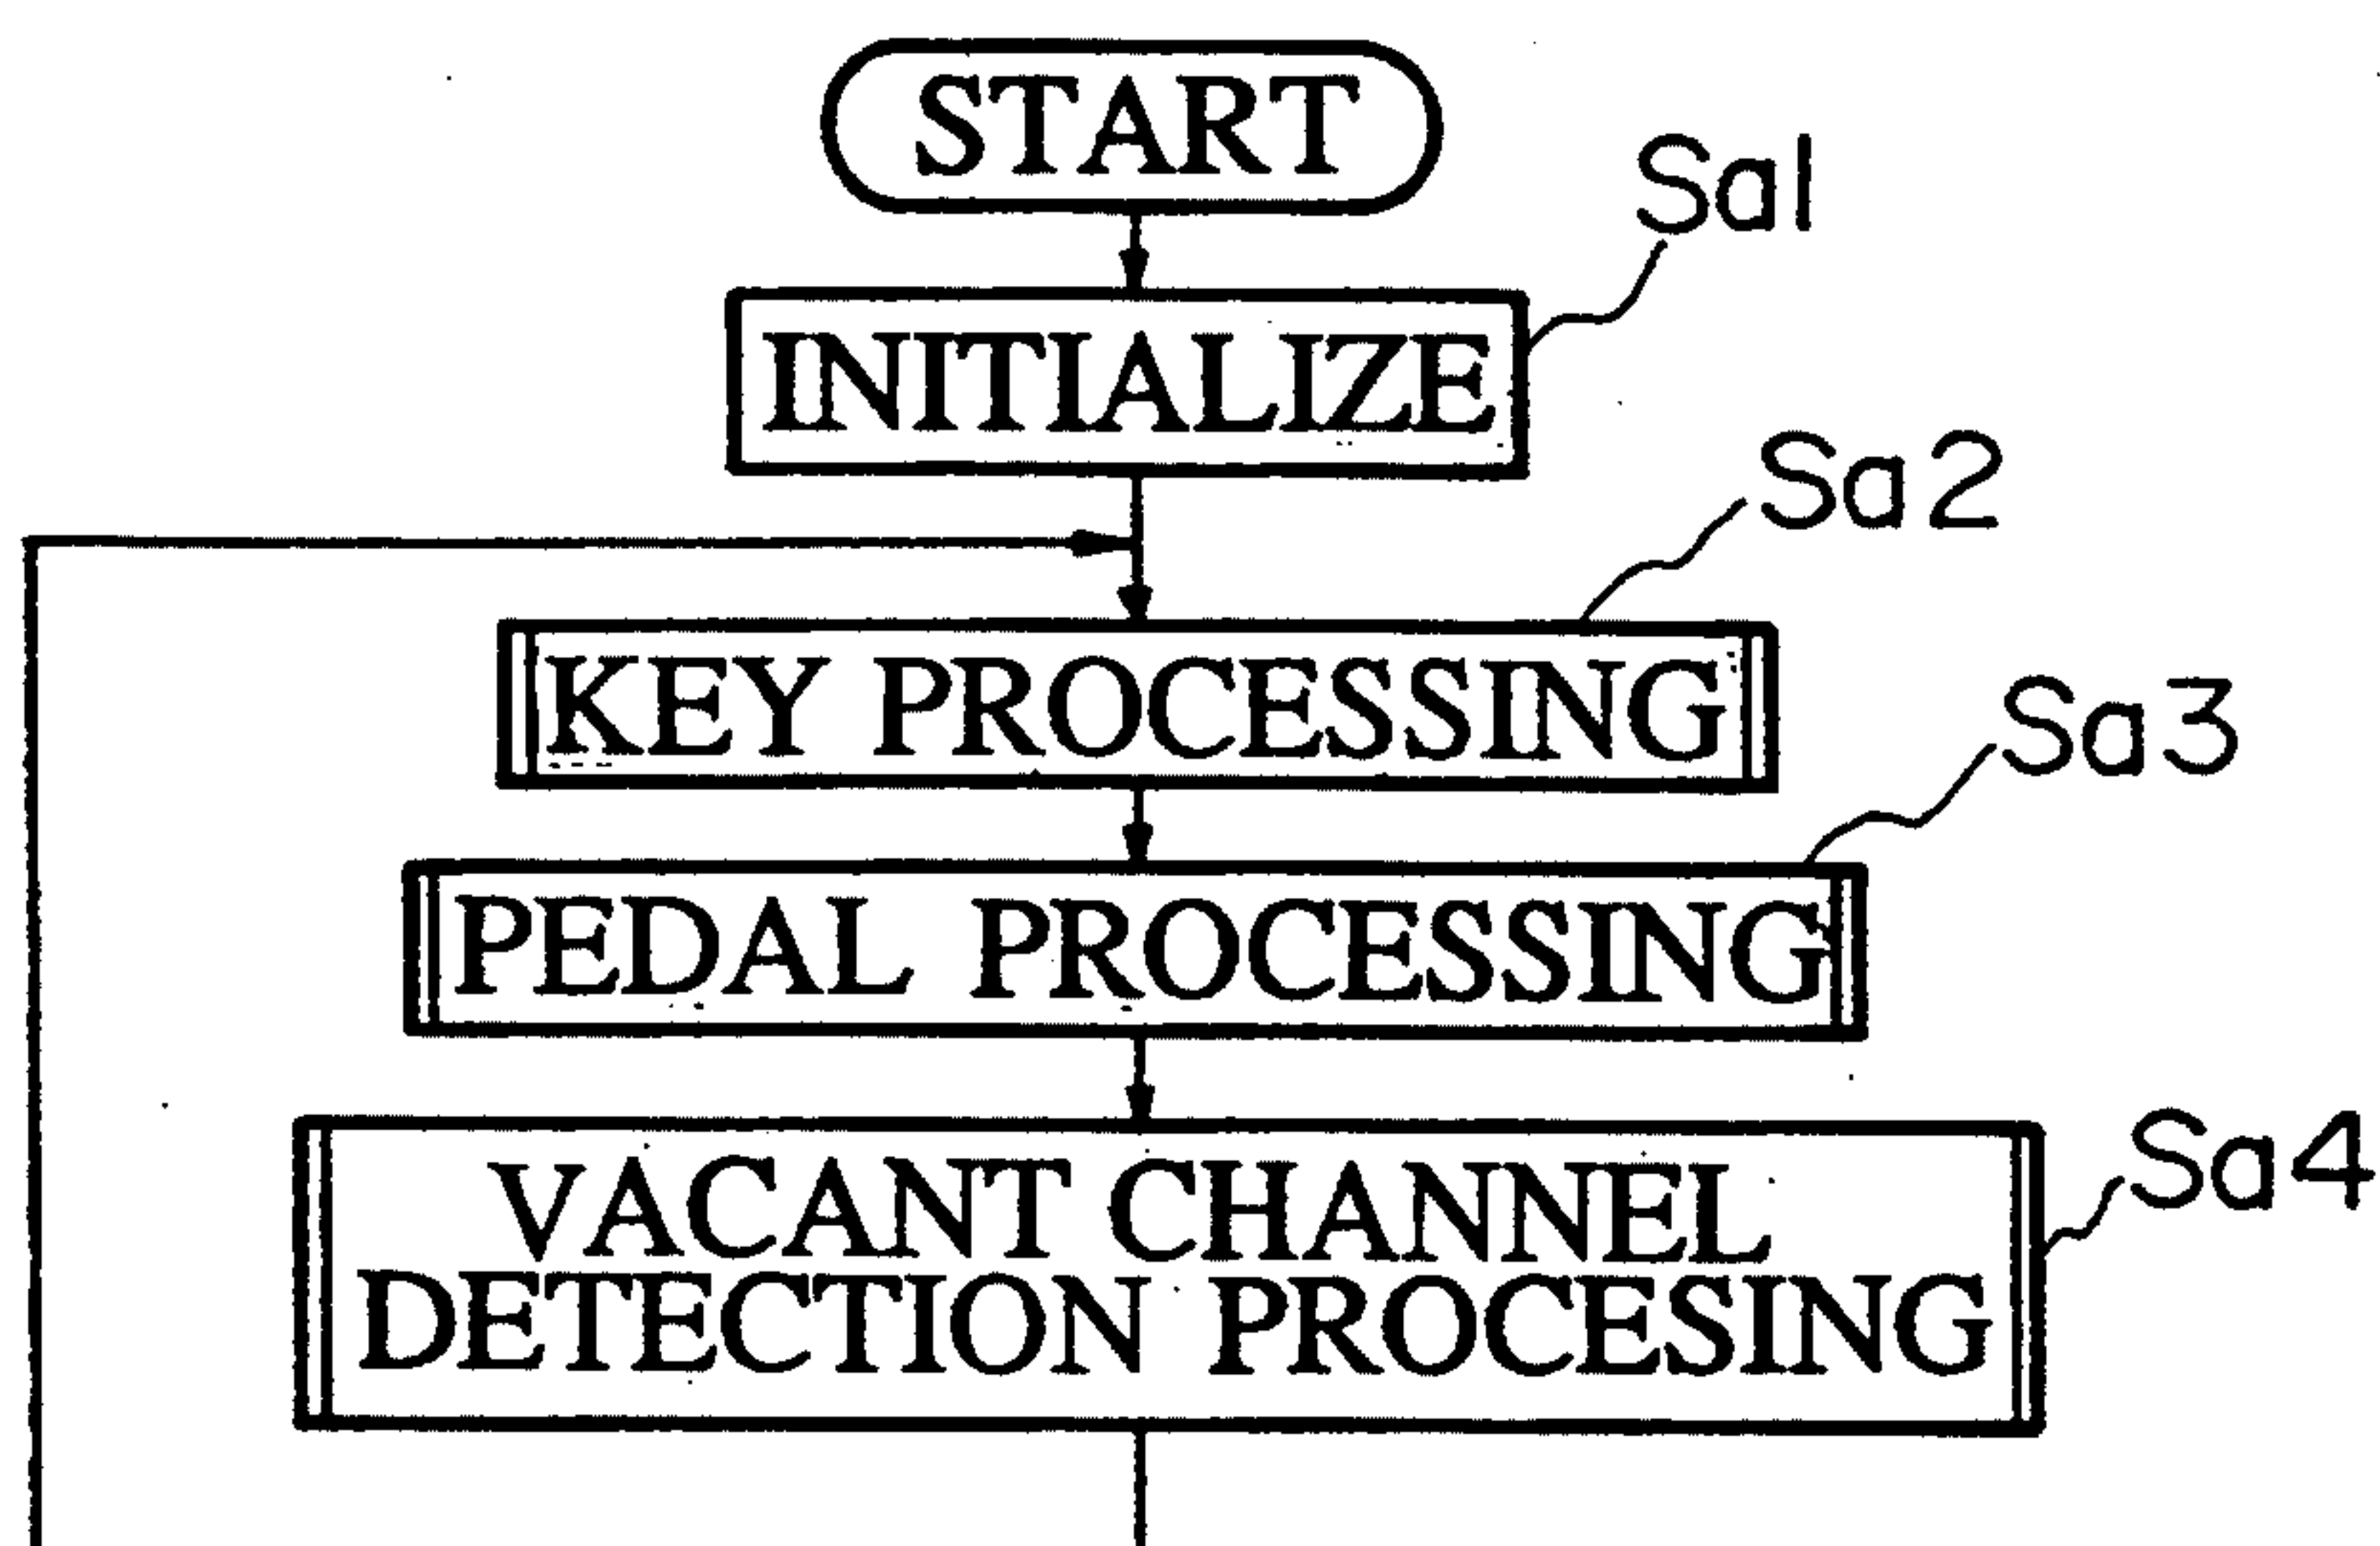 START
Sa1
INITIALIZE
Sa2
KEY PROCESSING
Sa3
PEDAL PROCESSING
Sa4
VACANT CHANNEL
DETECTION PROCESING